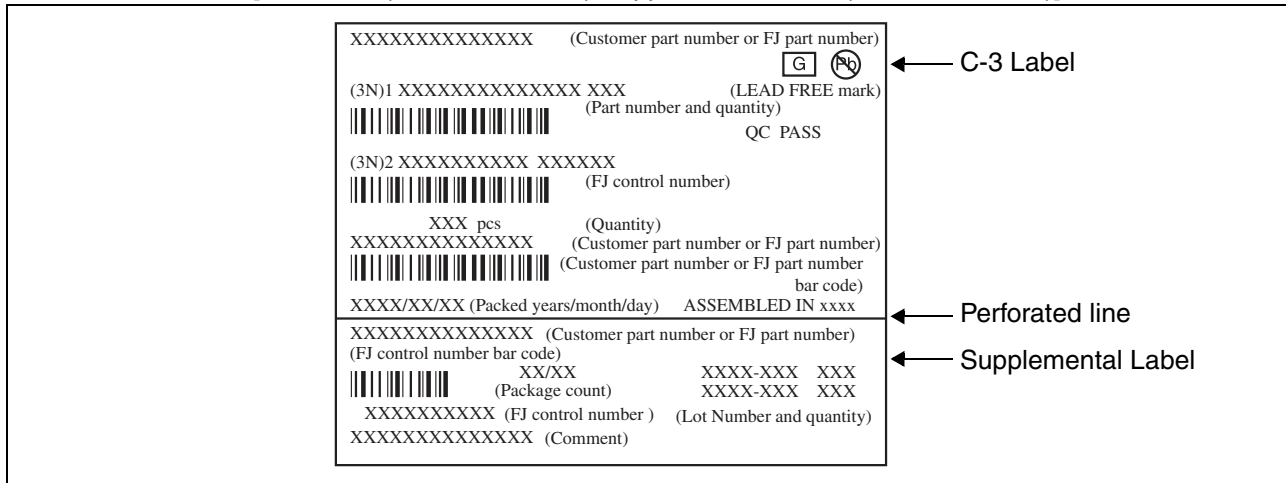 XXXXXXXXXXXXXX (Customer part number or FJ part number)
G Pb
C-3 Label
(3N)1 XXXXXXXXXXXXXX XXX (LEAD FREE mark)
(Part number and quantity)
QC PASS
(3N)2 XXXXXXXXXX XXXXXX
(FJ control number)
XXX pcs (Quantity)
XXXXXXXXXXXXXX (Customer part number or FJ part number)
(Customer part number or FJ part number
bar code)
XXXX/XX/XX (Packed years/month/day) ASSEMBLED IN xxxx
Perforated line
XXXXXXXXXXXXXX (Customer part number or FJ part number)
(FJ control number bar code)
Supplemental Label
XX/XX XXXX-XXX XXX
(Package count) XXXX-XXX XXX
XXXXXXXXXX (FJ control number ) (Lot Number and quantity)
XXXXXXXXXXXXXX (Comment)